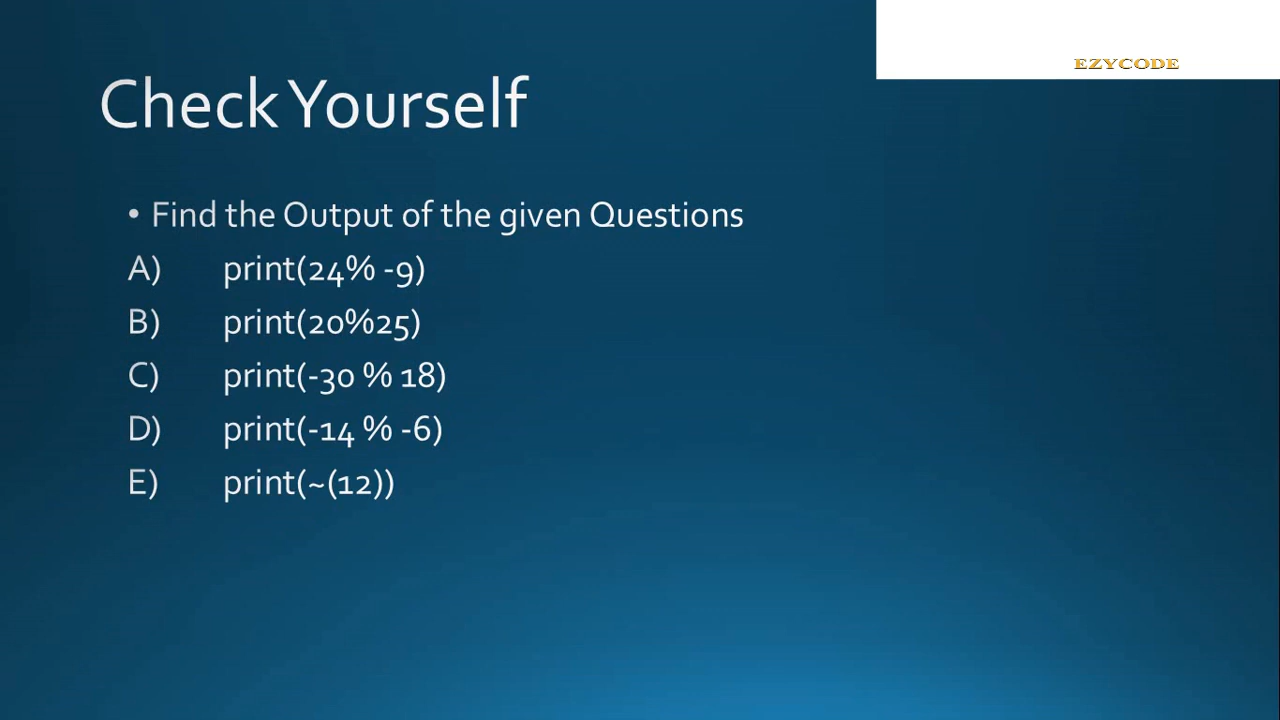 EZYCODE
Check Yourself
• Find the Output of the given Questions
A) print(24% -9)
B) print(20%25)
C) print(-30 % 18)
D) print(-14 % -6)
E) print(~(12))